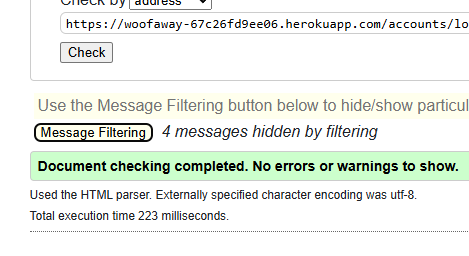 Check by address
https://woofaway-67c26fd9ee06.herokuapp.com/accounts/lo
Check
Use the Message Filtering button below to hide/show particul
Message Filtering 4 messages hidden by filtering
Document checking completed. No errors or warnings to show.
Used the HTML parser. Externally specified character encoding was utf-8.
Total execution time 223 milliseconds.